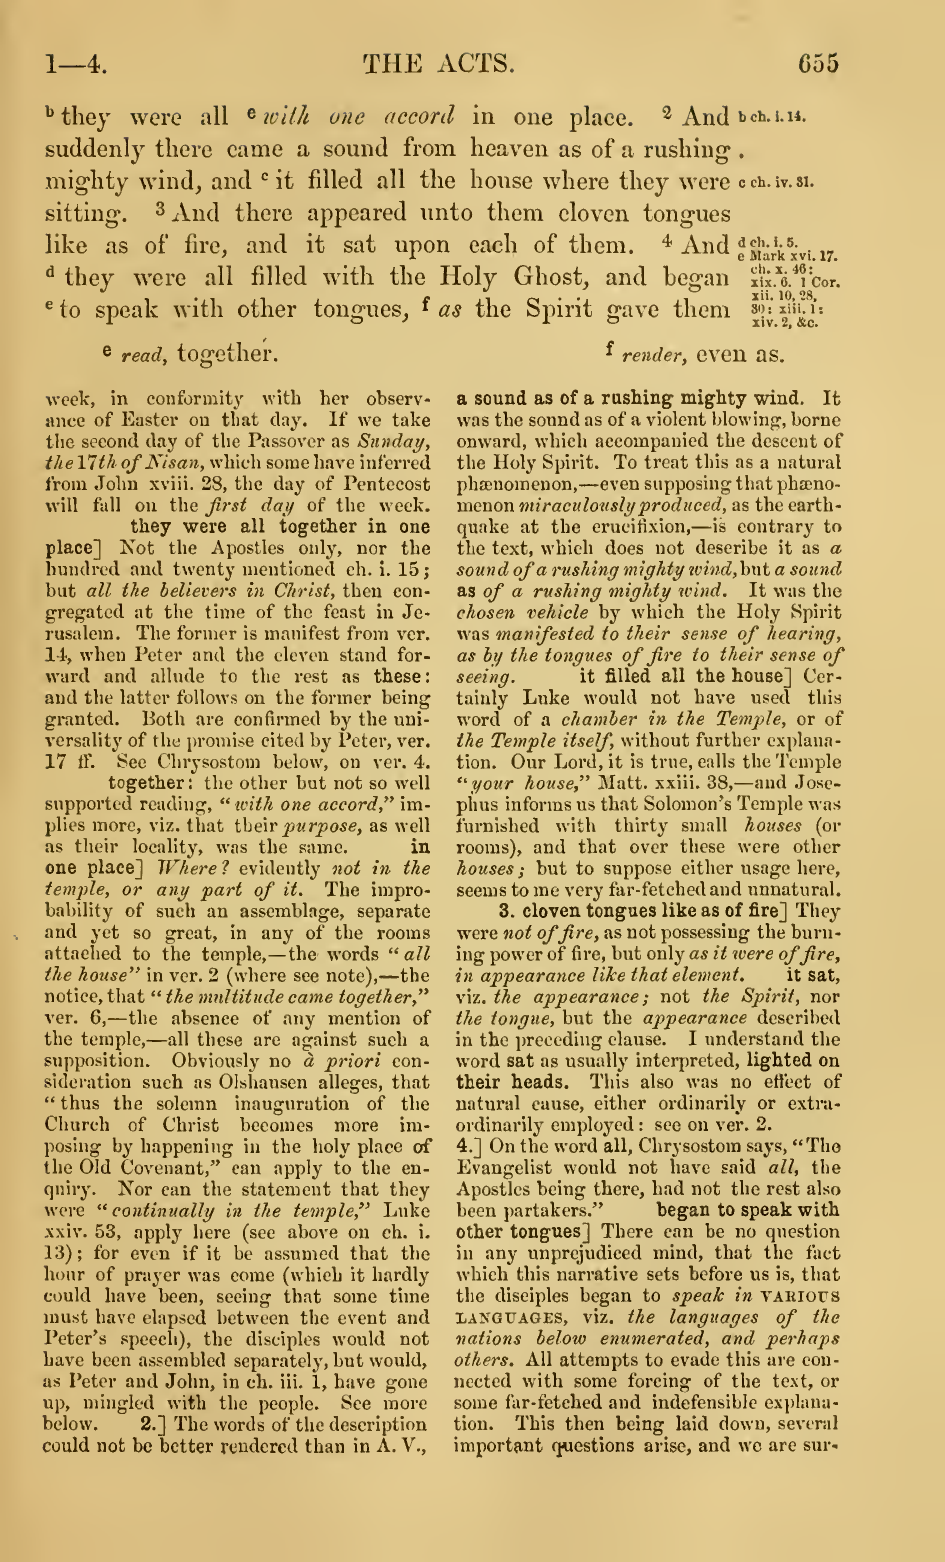 1—4. THE ACTS. 655
b they were all e with one accord in one place. 2 And b ch. i. 14.
suddenly there came a sound from heaven as of a rushing .
mighty wind, and c it filled all the house where they were c ch. iv. 31.
sitting. 3 And there appeared unto them cloven tongues
like as of fire, and it sat upon each of them. 4 And d ch. i. 5.
e Mark xvi. 17.
d they were all filled with the Holy Ghost, and began ch. x. 46:
xix. 6. 1 Cor.
xii. 10, 28,
e to speak with other tongues, f as the Spirit gave them 30: xiii. 1:
xiv. 2, &c.
e read, together. f render, even as.
week, in conformity with her observ-
ance of Easter on that day. If we take
the second day of the Passover as Sunday,
the 17th of Nisan, which some have inferred
from John xviii. 28, the day of Pentecost
will fall on the first day of the week.
they were all together in one
place] Not the Apostles only, nor the
hundred and twenty mentioned ch. i. 15;
but all the believers in Christ, then con-
gregated at the time of the feast in Je-
rusalem. The former is manifest from ver.
14, when Peter and the eleven stand for-
ward and allude to the rest as these:
and the latter follows on the former being
granted. Both are confirmed by the uni-
versality of the promise cited by Peter, ver.
17 ff. See Chrysostom below, on ver. 4.
together: the other but not so well
supported reading, "with one accord," im-
plies more, viz. that their purpose, as well
as their locality, was the same. in
one place] Where? evidently not in the
temple, or any part of it. The impro-
bability of such an assemblage, separate
and yet so great, in any of the rooms
attached to the temple,—the words "all
the house" in ver. 2 (where see note),—the
notice, that "the multitude came together,"
ver. 6,—the absence of any mention of
the temple,—all these are against such a
supposition. Obviously no à priori con-
sideration such as Olshausen alleges, that
"thus the solemn inauguration of the
Church of Christ becomes more im-
posing by happening in the holy place of
the Old Covenant," can apply to the en-
quiry. Nor can the statement that they
were "continually in the temple," Luke
xxiv. 53, apply here (see above on ch. i.
13); for even if it be assumed that the
hour of prayer was come (which it hardly
could have been, seeing that some time
must have elapsed between the event and
Peter's speech), the disciples would not
have been assembled separately, but would,
as Peter and John, in ch. iii. 1, have gone
up, mingled with the people. See more
below. 2.] The words of the description
could not be better rendered than in A. V.,
a sound as of a rushing mighty wind. It
was the sound as of a violent blowing, borne
onward, which accompanied the descent of
the Holy Spirit. To treat this as a natural
phænomenon,—even supposing that phæno-
menon miraculously produced, as the earth-
quake at the crucifixion,—is contrary to
the text, which does not describe it as a
sound of a rushing mighty wind, but a sound
as of a rushing mighty wind. It was the
chosen vehicle by which the Holy Spirit
was manifested to their sense of hearing,
as by the tongues of fire to their sense of
seeing. it filled all the house] Cer-
tainly Luke would not have used this
word of a chamber in the Temple, or of
the Temple itself, without further explana-
tion. Our Lord, it is true, calls the Temple
"your house," Matt. xxiii. 38,—and Jose-
phus informs us that Solomon's Temple was
furnished with thirty small houses (or
rooms), and that over these were other
houses; but to suppose either usage here,
seems to me very far-fetched and unnatural.
3. cloven tongues like as of fire] They
were not of fire, as not possessing the burn-
ing power of fire, but only as it were of fire,
in appearance like that element. it sat,
viz. the appearance; not the Spirit, nor
the tongue, but the appearance described
in the preceding clause. I understand the
word sat as usually interpreted, lighted on
their heads. This also was no effect of
natural cause, either ordinarily or extra-
ordinarily employed: see on ver. 2.
4.] On the word all, Chrysostom says, "The
Evangelist would not have said all, the
Apostles being there, had not the rest also
been partakers." began to speak with
other tongues] There can be no question
in any unprejudiced mind, that the fact
which this narrative sets before us is, that
the disciples began to speak in VARIOUS
LANGUAGES, viz. the languages of the
nations below enumerated, and perhaps
others. All attempts to evade this are con-
nected with some forcing of the text, or
some far-fetched and indefensible explana-
tion. This then being laid down, several
important questions arise, and we are sur-